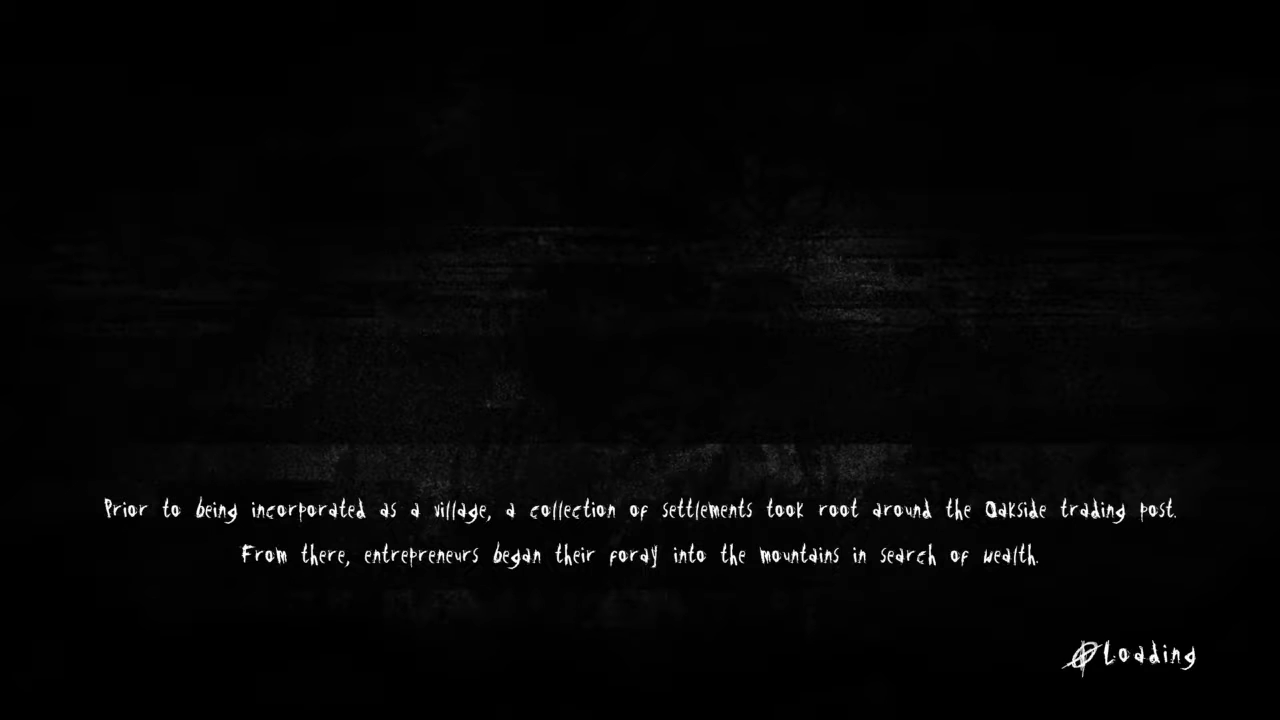 Prior to being incorporated as a village, a collection of settlements took root around the Oakside trading post.
From there, entrepreneurs began their foray into the mountains in search of wealth.
Loading